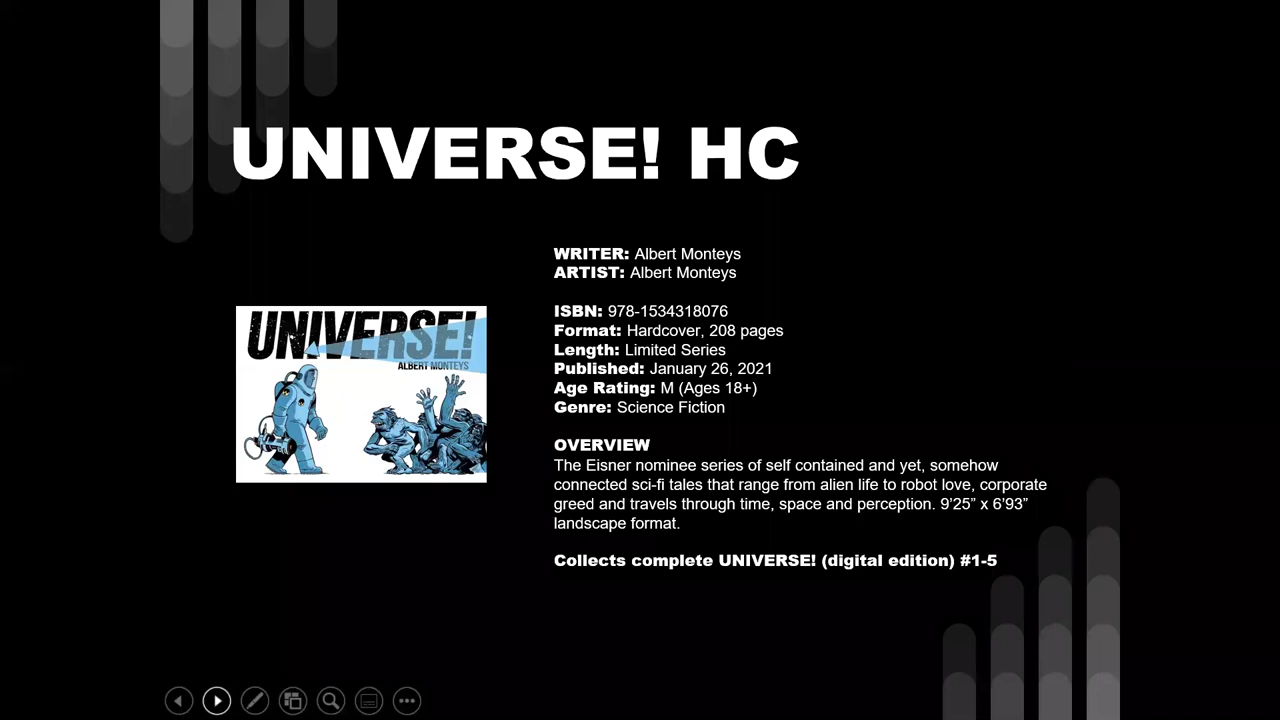 UNIVERSE! HC
WRITER: Albert Monteys
ARTIST: Albert Monteys
ISBN: 978-1534318076
Format: Hardcover, 208 pages
Length: Limited Series
Published: January 26, 2021
Age Rating: M (Ages 18+)
Genre: Science Fiction
UNIVERSE!
ALBERT MONTEYS
OVERVIEW
The Eisner nominee series of self contained and yet, somehow
connected sci-fi tales that range from alien life to robot love, corporate
greed and travels through time, space and perception. 9’25” x 6’93”
landscape format.
Collects complete UNIVERSE! (digital edition) #1-5